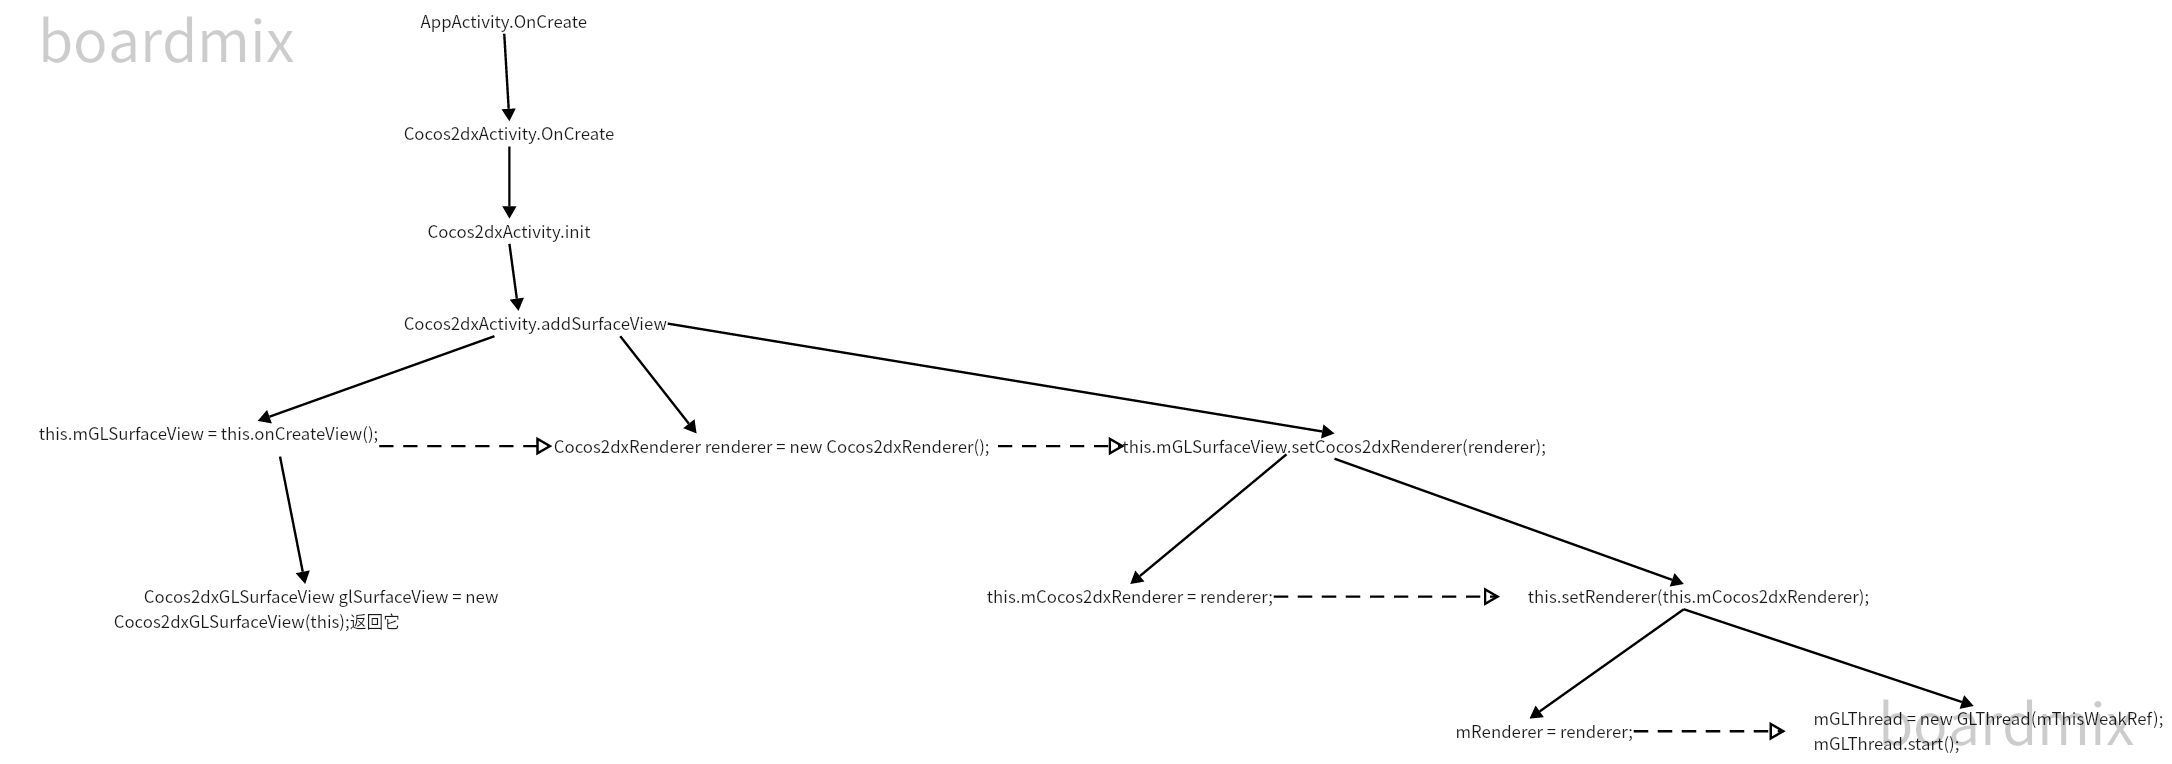 boardmix
AppActivity.OnCreate
Cocos2dxActivity.OnCreate
Cocos2dxActivity.init
Cocos2dxActivity.addSurfaceView
this.mGLSurfaceView = this.onCreateView();
Cocos2dxRenderer renderer = new Cocos2dxRenderer();
this.mGLSurfaceView.setCocos2dxRenderer(renderer);
Cocos2dxGLSurfaceView glSurfaceView = new
Cocos2dxGLSurfaceView(this);返回它
this.mCocos2dxRenderer = renderer;
this.setRenderer(this.mCocos2dxRenderer);
mRenderer = renderer;
mGLThread = new GLThread(mThisWeakRef);
mGLThread.start();
boardmix